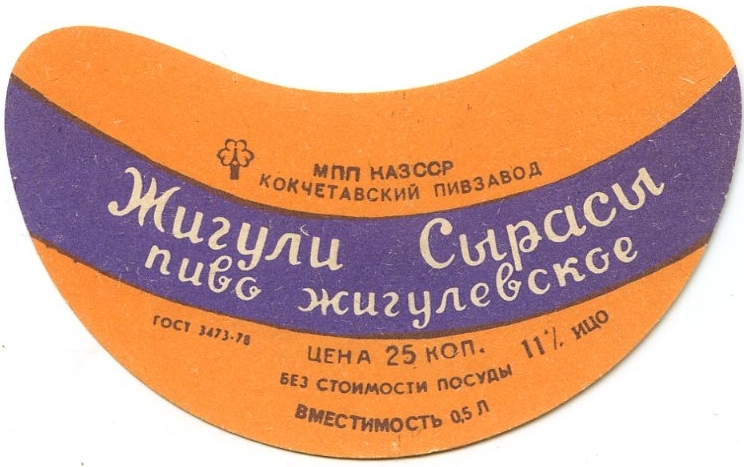 МПП КАЗССР
КОКЧЕТАВСКИЙ ПИВЗАВОД
Жигули Сырасы
пиво жигулевское
ГОСТ 3473-78
ЦЕНА 25 КОП. 11% ИЦО
БЕЗ СТОИМОСТИ ПОСУДЫ
ВМЕСТИМОСТЬ 0,5 Л